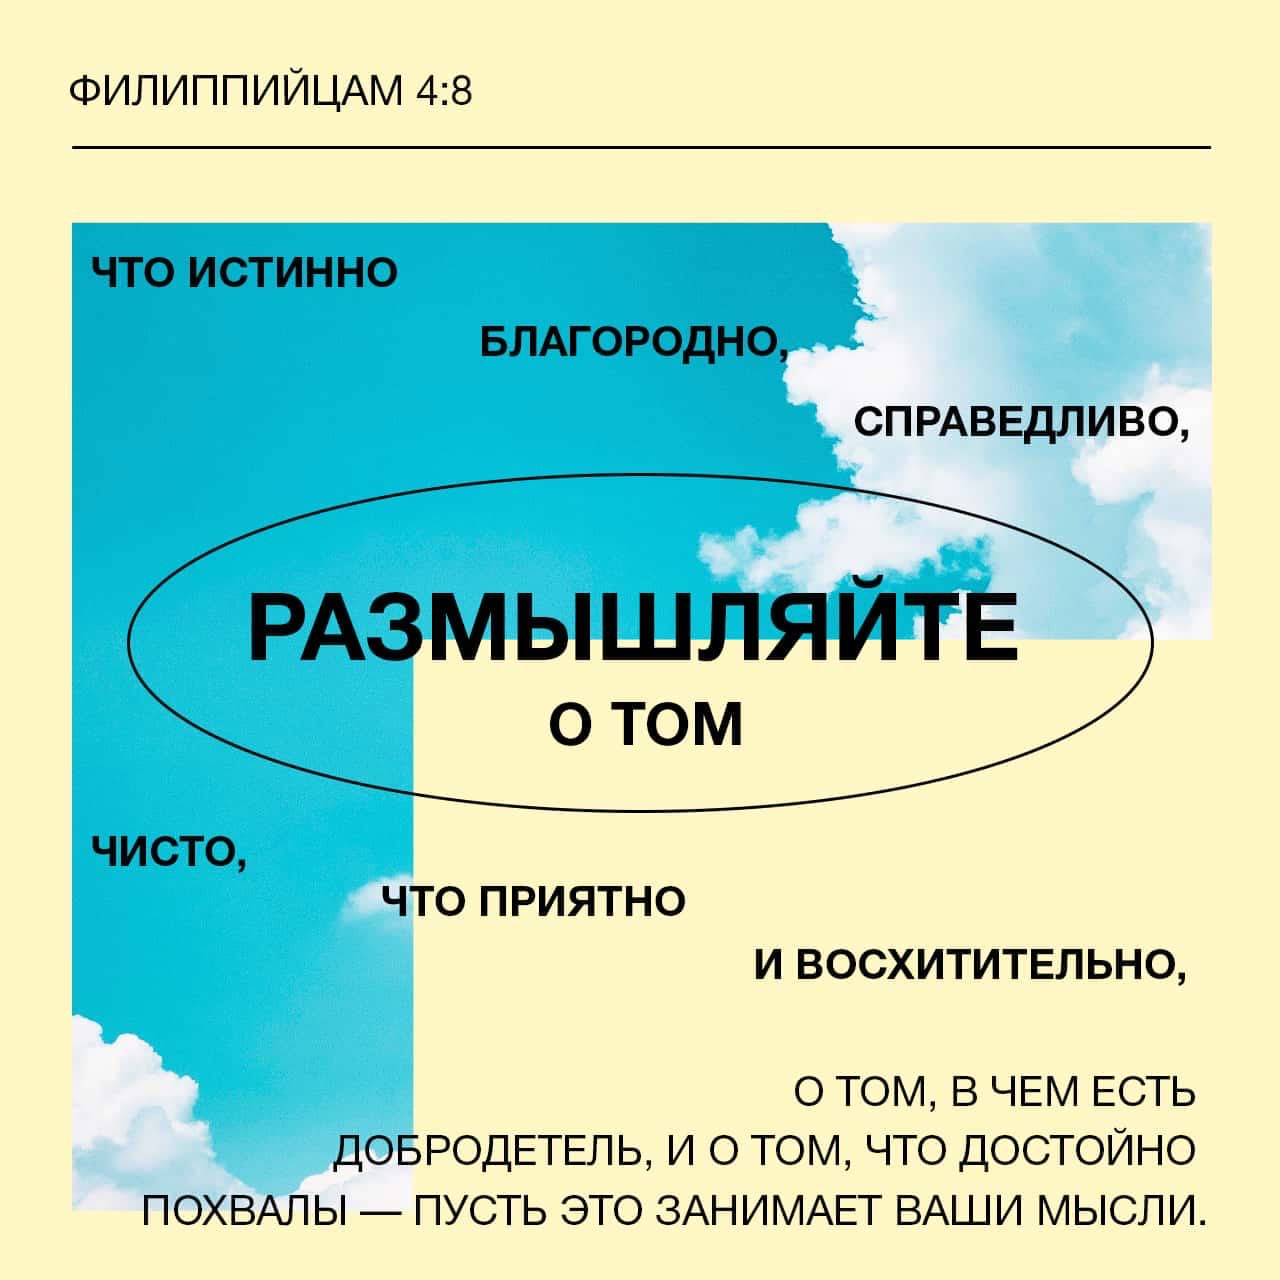 ФИЛИППИЙЦАМ 4:8
ЧТО ИСТИННО
БЛАГОРОДНО,
СПРАВЕДЛИВО,
РАЗМЫШЛЯЙТЕ
О ТОМ
ЧИСТО,
ЧТО ПРИЯТНО
И ВОСХИТИТЕЛЬНО,
О ТОМ, В ЧЕМ ЕСТЬ
ДОБРОДЕТЕЛЬ, И О ТОМ, ЧТО ДОСТОЙНО
ПОХВАЛЫ — ПУСТЬ ЭТО ЗАНИМАЕТ ВАШИ МЫСЛИ.